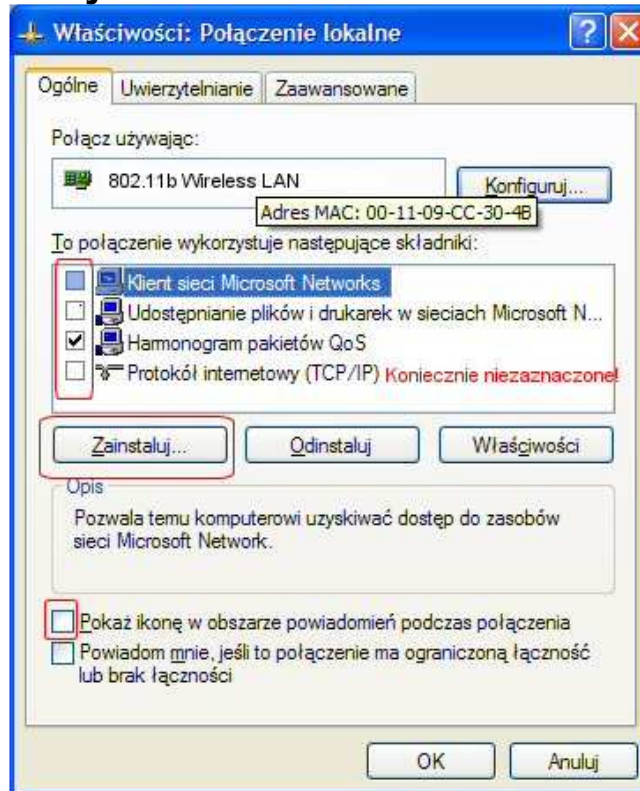 Właściwości: Połączenie lokalne
Ogólne Uwierzytelnianie Zaawansowane
Połącz używając:
802.11b Wireless LAN
Konfiguruj...
Adres MAC: 00-11-09-CC-30-4B
To połączenie wykorzystuje następujące składniki:
Klient sieci Microsoft Networks
Udostępnianie plików i drukarek w sieciach Microsoft N...
Harmonogram pakietów QoS
Protokół internetowy (TCP/IP) Koniecznie niezaznaczone!
Zainstaluj... Odinstaluj Właściwości
Opis
Pozwala temu komputerowi uzyskiwać dostęp do zasobów
sieci Microsoft Network.
Pokaż ikonę w obszarze powiadomień podczas połączenia
Powiadom mnie, jeśli to połączenie ma ograniczoną łączność
lub brak łączności
OK Anuluj